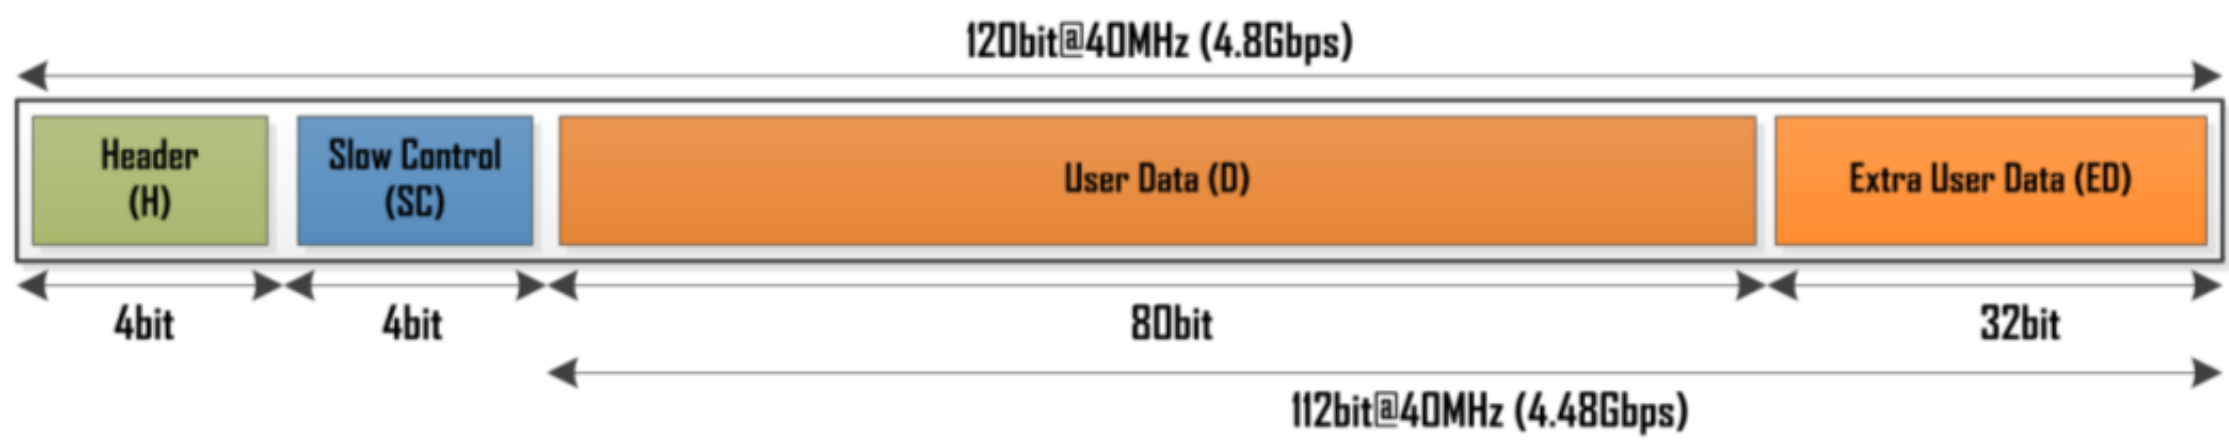 120bit@40MHz (4.8Gbps)
Header
(H)
Slow Control
(SC)
User Data (D)
Extra User Data (ED)
4bit
4bit
80bit
32bit
112bit@40MHz (4.48Gbps)